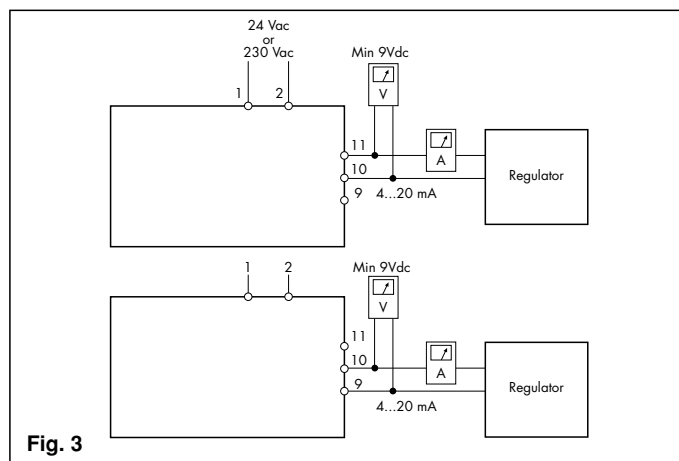 24 Vac
or
230 Vac
Min 9Vdc
1
2
V
11
A
Regulator
10
9
4...20 mA
1
2
Min 9Vdc
V
11
A
Regulator
10
9
4...20 mA
Fig. 3